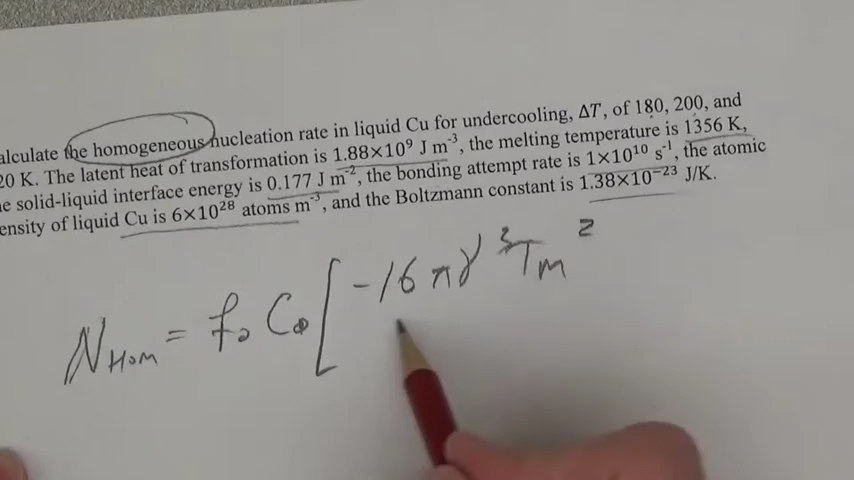 alculate the homogeneous nucleation rate in liquid Cu for undercooling, ΔT, of 180, 200, and
20 K. The latent heat of transformation is 1.88×10⁹ J m⁻³, the melting temperature is 1356 K,
e solid-liquid interface energy is 0.177 J m⁻², the bonding attempt rate is 1×10¹⁰ s⁻¹, the atomic
ensity of liquid Cu is 6×10²⁸ atoms m⁻³, and the Boltzmann constant is 1.38×10⁻²³ J/K.
N_Hom = f₀ C₀ [ -16 π γ³ T_m²